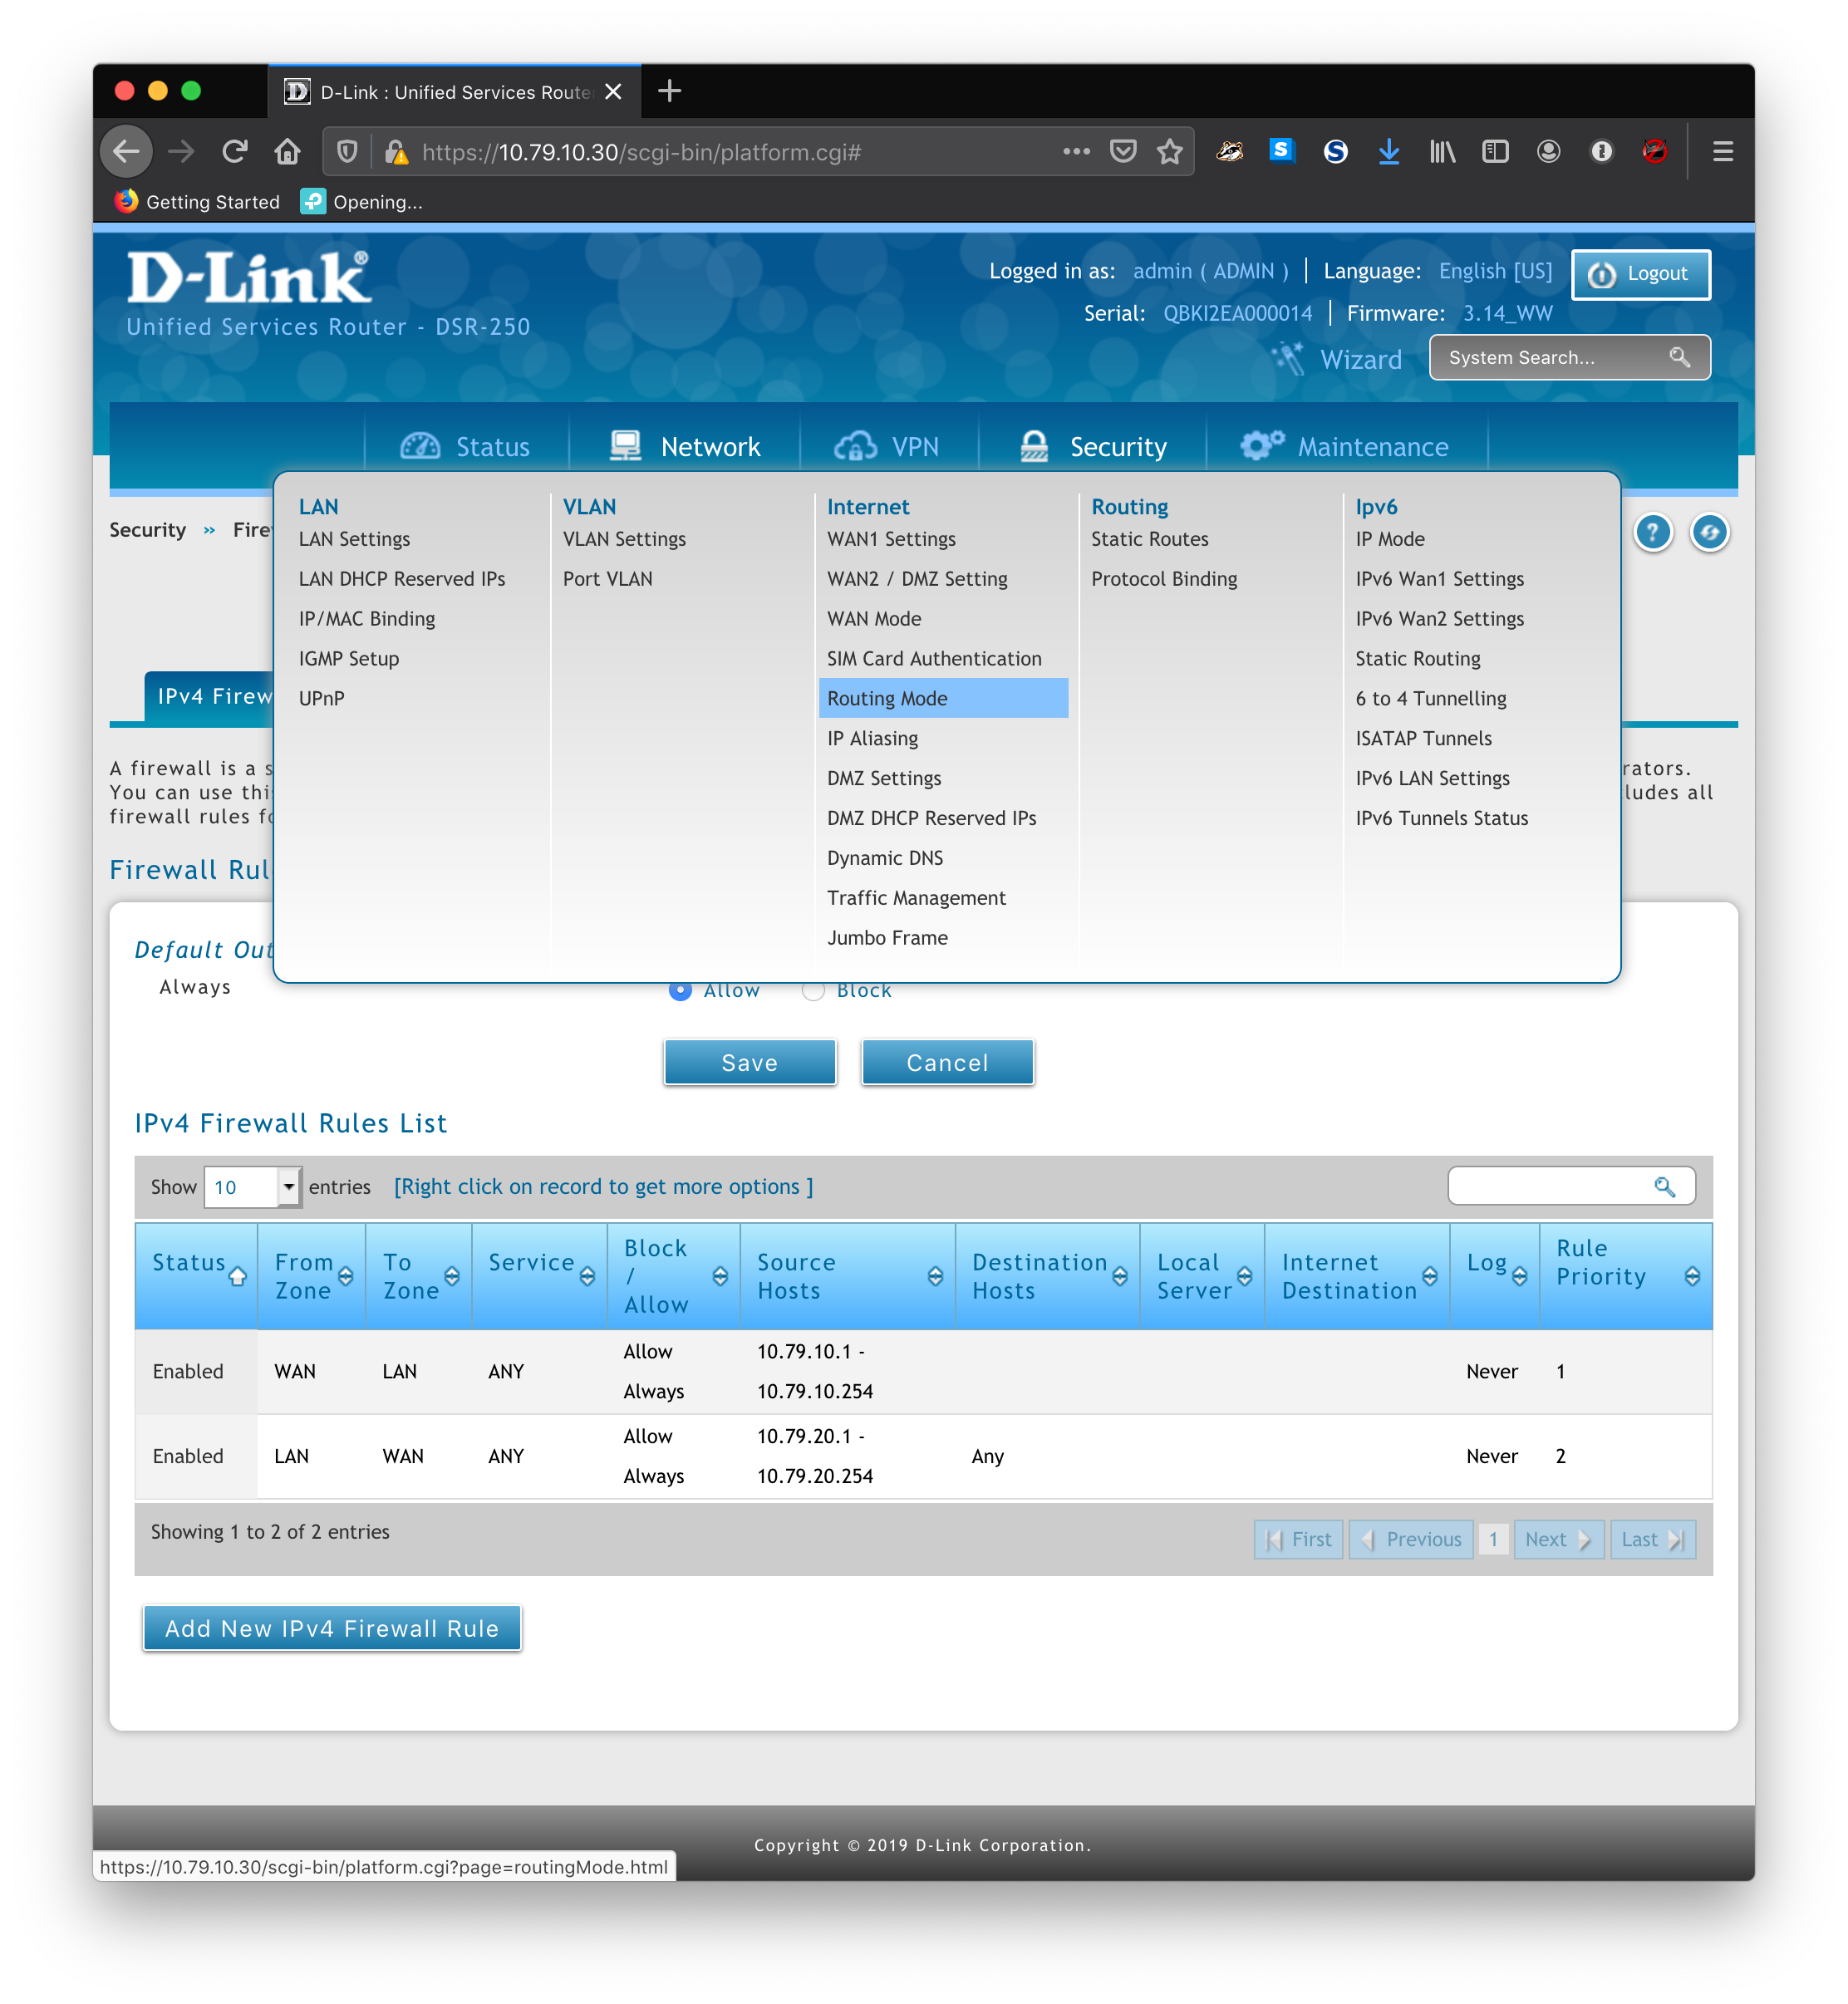 D-Link : Unified Services Route
https://10.79.10.30/scgi-bin/platform.cgi#
Getting Started
Opening...
D-Link®
Unified Services Router - DSR-250
Logged in as: admin ( ADMIN ) | Language: English [US]
Logout
Serial: QBKI2EA000014 | Firmware: 3.14_WW
Wizard
System Search...
Status
Network
VPN
Security
Maintenance
Security » Fire
LAN
LAN Settings
LAN DHCP Reserved IPs
IP/MAC Binding
IGMP Setup
UPnP
VLAN
VLAN Settings
Port VLAN
Internet
WAN1 Settings
WAN2 / DMZ Setting
WAN Mode
SIM Card Authentication
Routing Mode
IP Aliasing
DMZ Settings
DMZ DHCP Reserved IPs
Dynamic DNS
Traffic Management
Jumbo Frame
Routing
Static Routes
Protocol Binding
Ipv6
IP Mode
IPv6 Wan1 Settings
IPv6 Wan2 Settings
Static Routing
6 to 4 Tunnelling
ISATAP Tunnels
IPv6 LAN Settings
IPv6 Tunnels Status
IPv4 Firew
A firewall is a s rators.
You can use thi ludes all
firewall rules fo
Firewall Rul
Default Out
Always
Allow
Block
Save
Cancel
IPv4 Firewall Rules List
Show 10 entries [Right click on record to get more options ]
Status
From Zone
To Zone
Service
Block / Allow
Source Hosts
Destination Hosts
Local Server
Internet Destination
Log
Rule Priority
Enabled WAN LAN ANY Allow Always 10.79.10.1 - 10.79.10.254 Never 1
Enabled LAN WAN ANY Allow Always 10.79.20.1 - 10.79.20.254 Any Never 2
Showing 1 to 2 of 2 entries
First Previous 1 Next Last
Add New IPv4 Firewall Rule
Copyright © 2019 D-Link Corporation.
https://10.79.10.30/scgi-bin/platform.cgi?page=routingMode.html